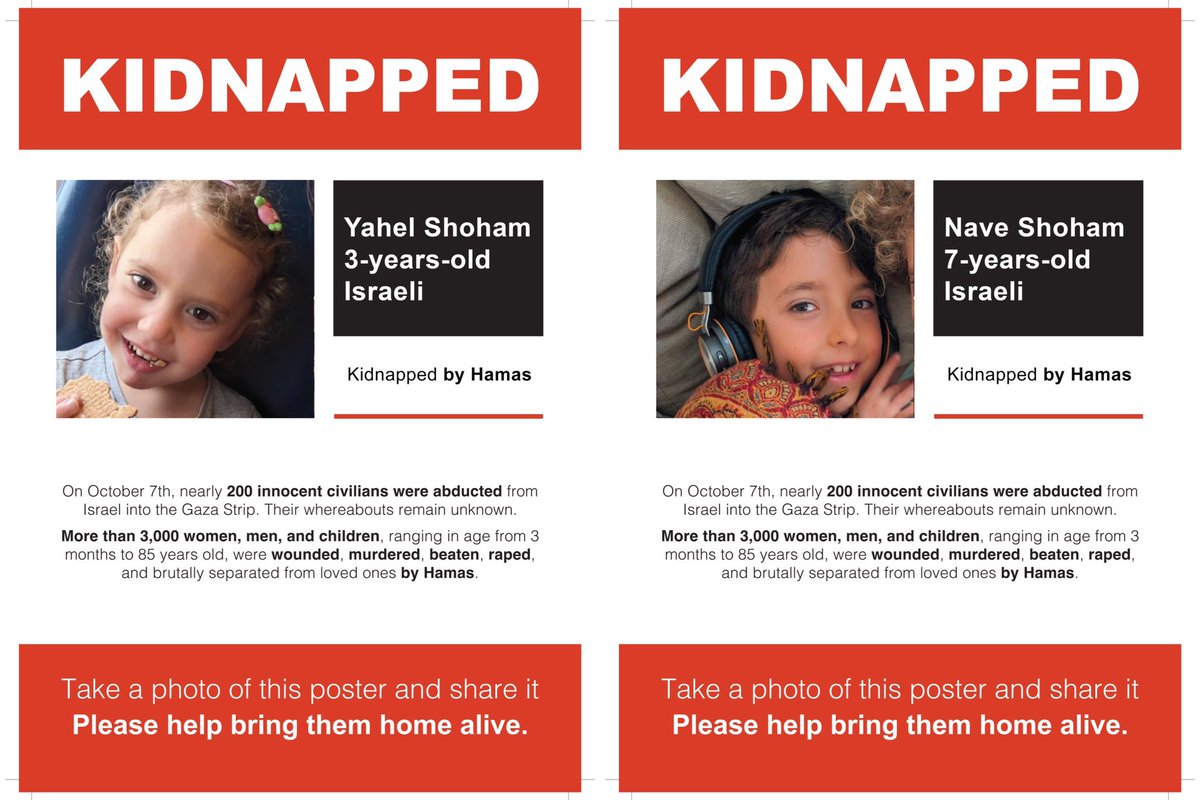 KIDNAPPED
Yahel Shoham
3-years-old
Israeli
Kidnapped by Hamas
On October 7th, nearly 200 innocent civilians were abducted from
Israel into the Gaza Strip. Their whereabouts remain unknown.
More than 3,000 women, men, and children, ranging in age from 3
months to 85 years old, were wounded, murdered, beaten, raped,
and brutally separated from loved ones by Hamas.
Take a photo of this poster and share it
Please help bring them home alive.
KIDNAPPED
Nave Shoham
7-years-old
Israeli
Kidnapped by Hamas
On October 7th, nearly 200 innocent civilians were abducted from
Israel into the Gaza Strip. Their whereabouts remain unknown.
More than 3,000 women, men, and children, ranging in age from 3
months to 85 years old, were wounded, murdered, beaten, raped,
and brutally separated from loved ones by Hamas.
Take a photo of this poster and share it
Please help bring them home alive.